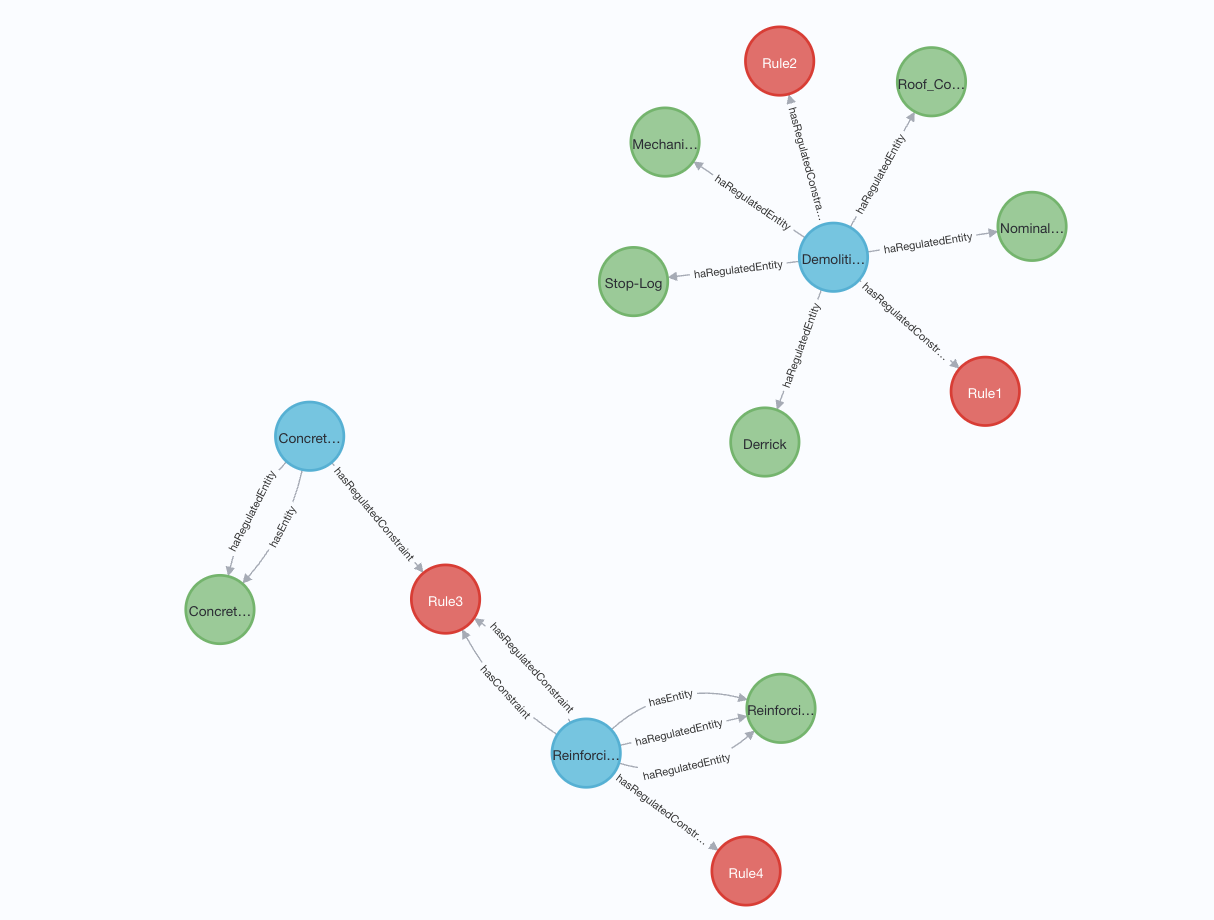 Rule2
Roof_Co…
hasRegulatedConstra…
Mechani…
haRegulatedEntity
haRegulatedEntity
Nominal…
haRegulatedEntity
Demoliti…
Stop-Log
haRegulatedEntity
hasRegulatedConstr…
haRegulatedEntity
Rule1
Derrick
Concret…
haRegulatedEntity
hasEntity
hasRegulatedConstraint
Concret…
Rule3
hasRegulatedConstraint
hasConstraint
hasEntity
Reinforci…
haRegulatedEntity
Reinforci…
haRegulatedEntity
hasRegulatedConstr…
Rule4